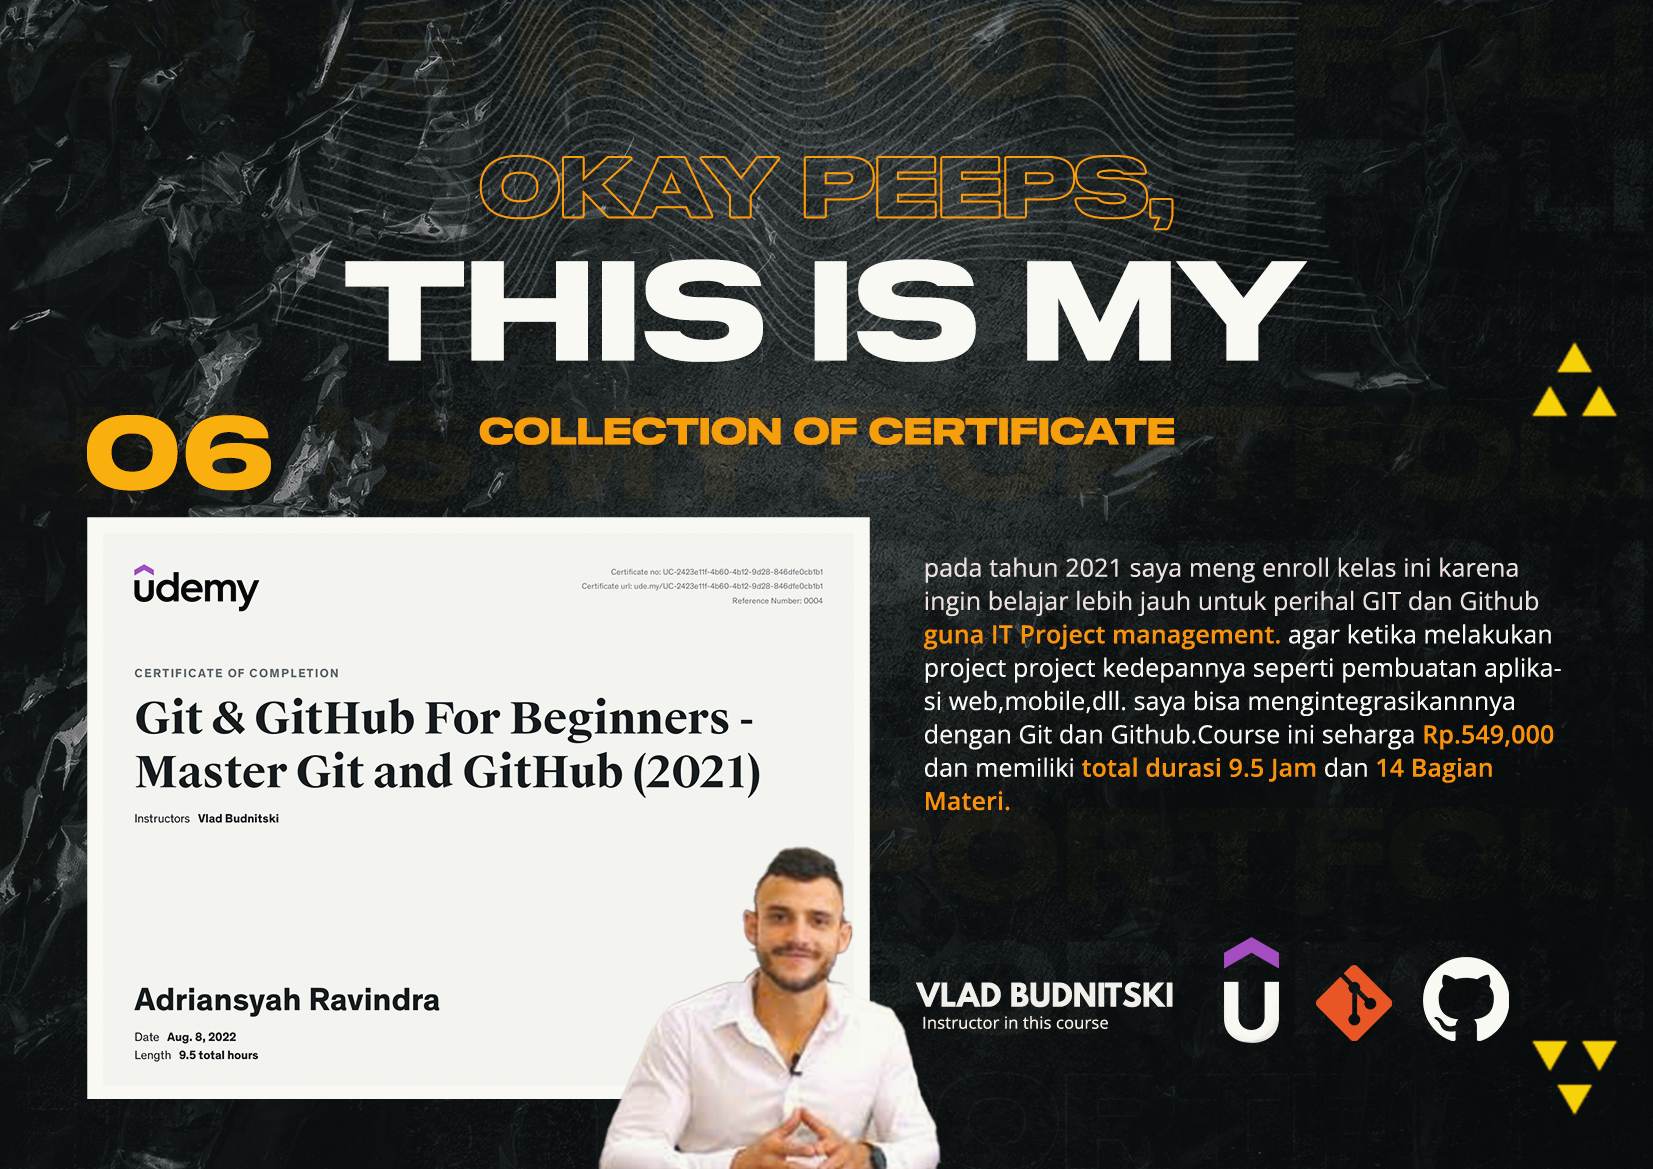 OKAY PEEPS,
THIS IS MY
COLLECTION OF CERTIFICATE
06
udemy
Certificate no: UC-2423e11f-4b60-4b12-9d28-846dfe0cb1b1
Certificate url: ude.my/UC-2423e11f-4b60-4b12-9d28-846dfe0cb1b1
Reference Number: 0004
CERTIFICATE OF COMPLETION
Git & GitHub For Beginners -
Master Git and GitHub (2021)
Instructors Vlad Budnitski
Adriansyah Ravindra
Date Aug. 8, 2022
Length 9.5 total hours
pada tahun 2021 saya meng enroll kelas ini karena
ingin belajar lebih jauh untuk perihal GIT dan Github
guna IT Project management. agar ketika melakukan
project project kedepannya seperti pembuatan aplika-
si web,mobile,dll. saya bisa mengintegrasikannnya
dengan Git dan Github.Course ini seharga Rp.549,000
dan memiliki total durasi 9.5 Jam dan 14 Bagian
Materi.
VLAD BUDNITSKI
Instructor in this course